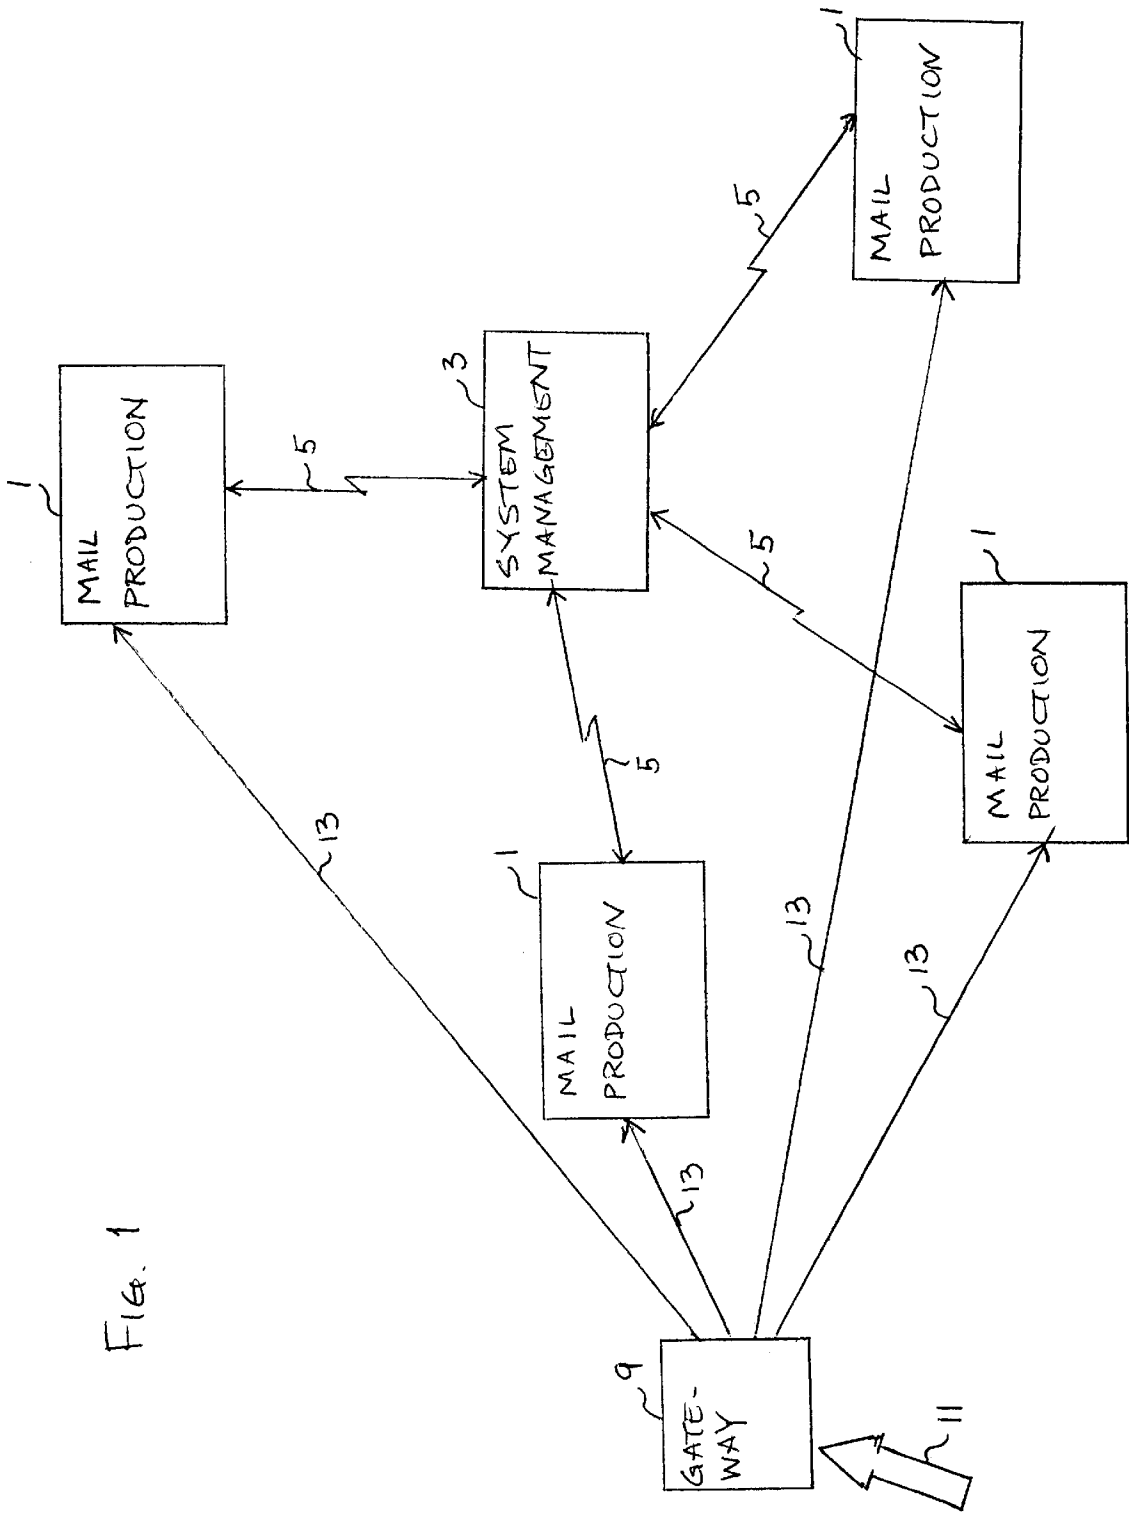 FIG. 1
1
MAIL
PRODUCTION
5
3
SYSTEM
MANAGEMENT
5
1
MAIL
PRODUCTION
13
1
MAIL
PRODUCTION
5
5
1
MAIL
PRODUCTION
13
13
13
9
GATE-
WAY
11